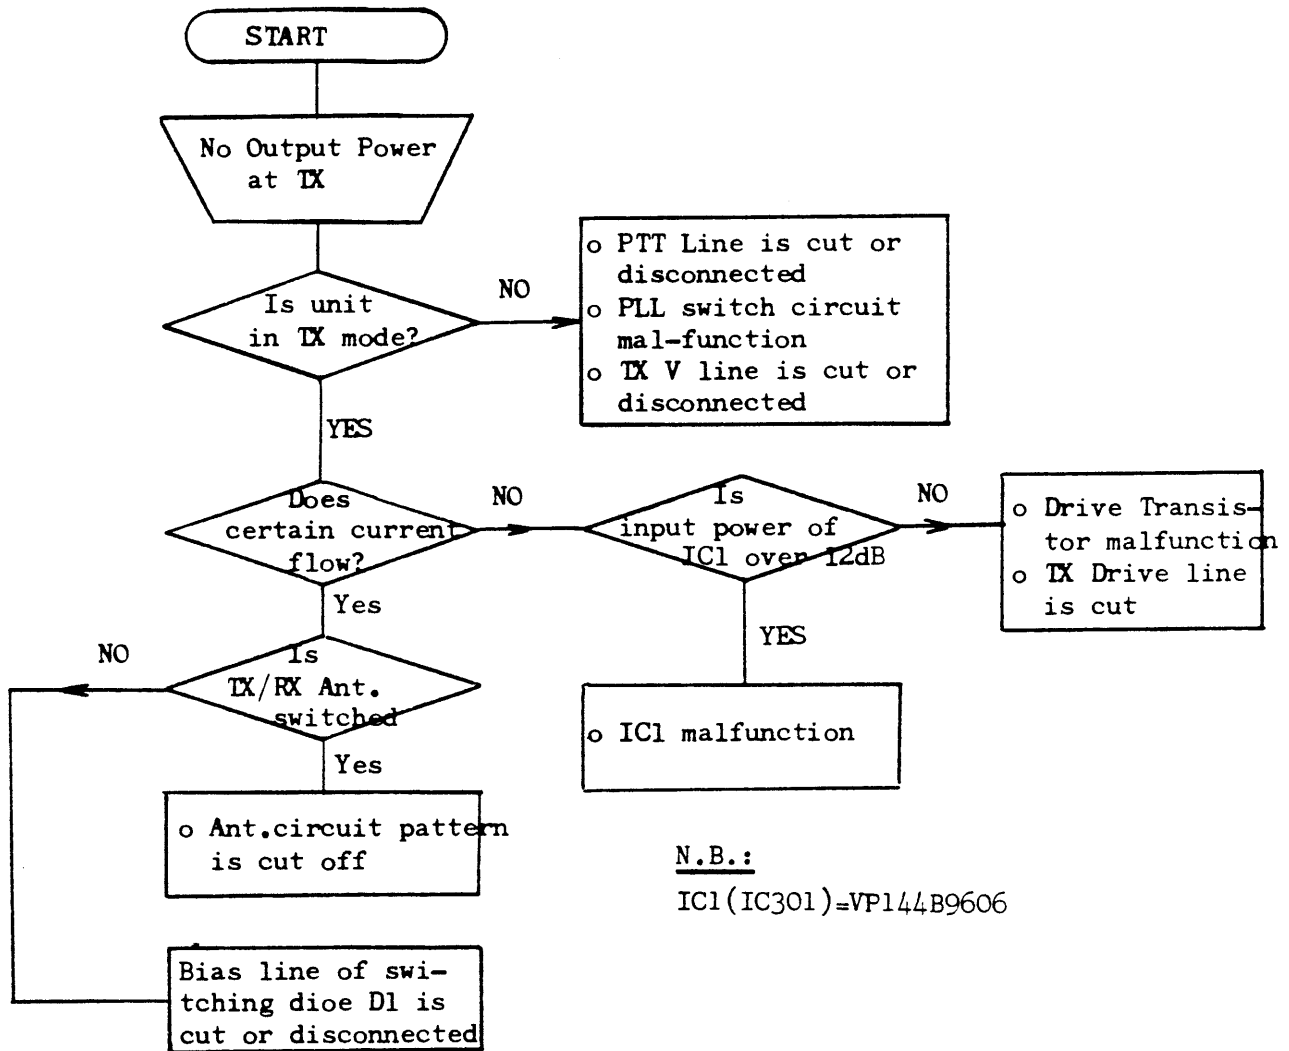 START
No Output Power
at TX
Is unit
in TX mode?
NO
o PTT Line is cut or
disconnected
o PLL switch circuit
mal-function
o TX V line is cut or
disconnected
YES
Does
certain current
flow?
NO
Is
input power of
IC1 over 12dB
NO
o Drive Transis-
tor malfunction
o TX Drive line
is cut
Yes
YES
Is
TX/RX Ant.
switched
NO
o IC1 malfunction
Yes
o Ant.circuit pattern
is cut off
N.B.:
IC1(IC301)=VP144B9606
Bias line of swi-
tching dioe D1 is
cut or disconnected